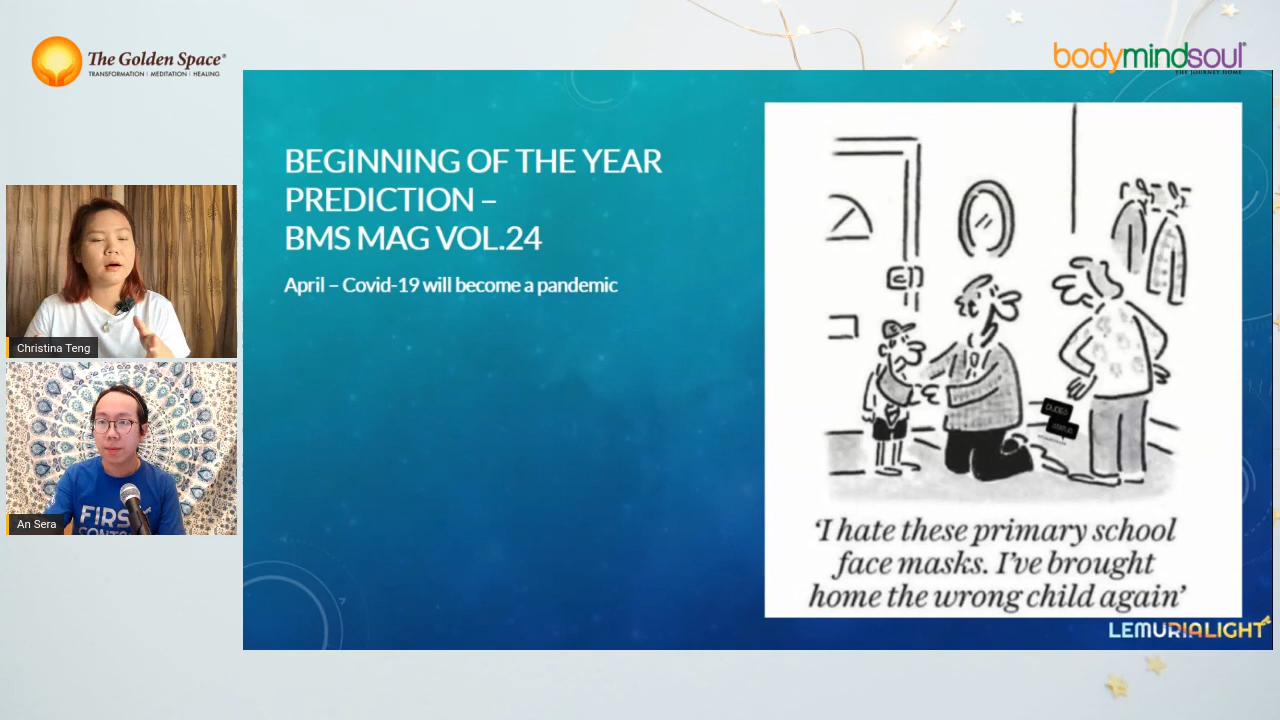 The Golden Space
TRANSFORMATION | MEDITATION | HEALING
bodymindsoul
THE JOURNEY HOME
BEGINNING OF THE YEAR
PREDICTION –
BMS MAG VOL.24
April – Covid-19 will become a pandemic
Christina Teng
An Sera
FIRS
'I hate these primary school
face masks. I've brought
home the wrong child again'
LEMURIALIGHT